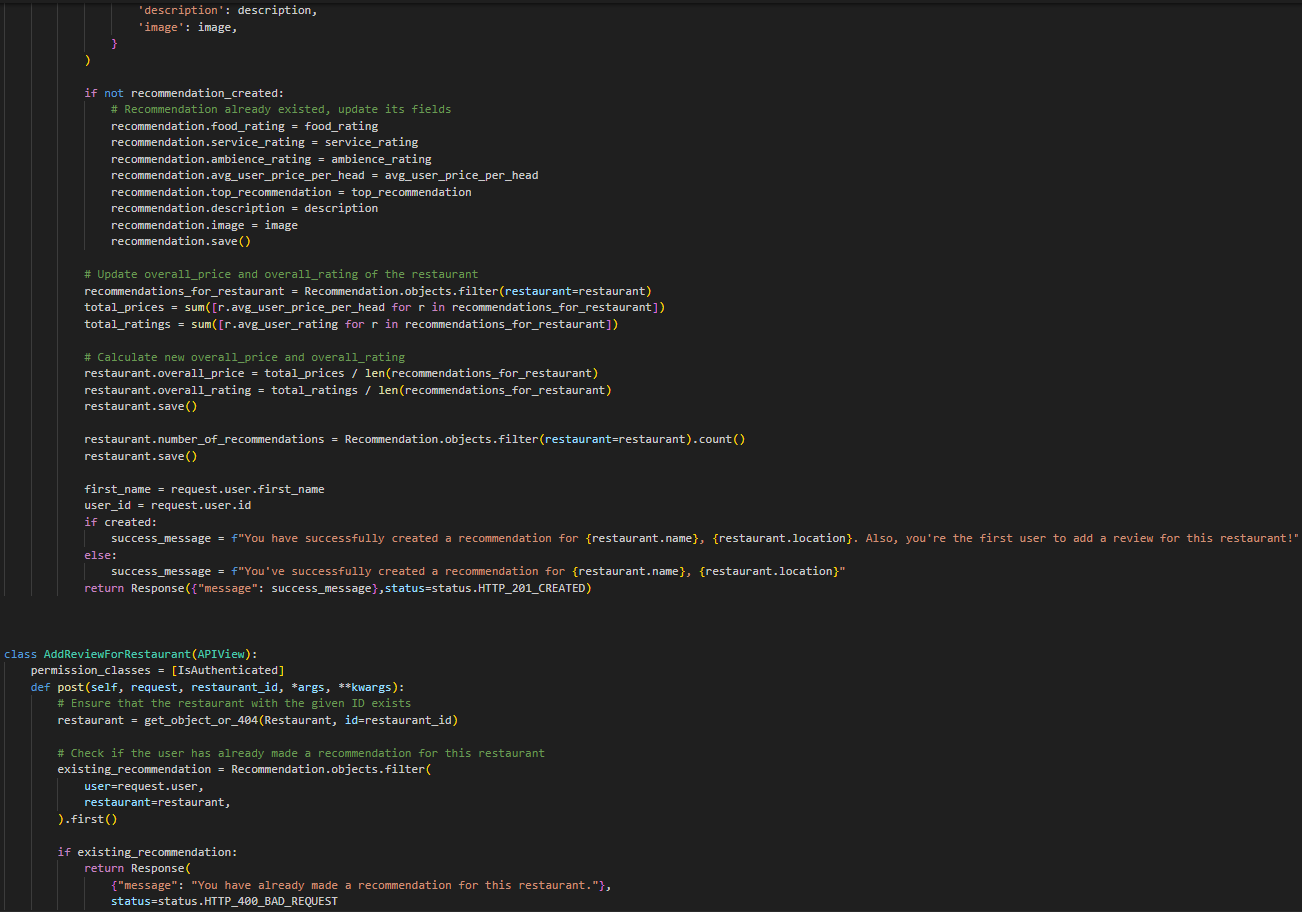 'description': description,
'image': image,
}
)
if not recommendation_created:
# Recommendation already existed, update its fields
recommendation.food_rating = food_rating
recommendation.service_rating = service_rating
recommendation.ambience_rating = ambience_rating
recommendation.avg_user_price_per_head = avg_user_price_per_head
recommendation.top_recommendation = top_recommendation
recommendation.description = description
recommendation.image = image
recommendation.save()
# Update overall_price and overall_rating of the restaurant
recommendations_for_restaurant = Recommendation.objects.filter(restaurant=restaurant)
total_prices = sum([r.avg_user_price_per_head for r in recommendations_for_restaurant])
total_ratings = sum([r.avg_user_rating for r in recommendations_for_restaurant])
# Calculate new overall_price and overall_rating
restaurant.overall_price = total_prices / len(recommendations_for_restaurant)
restaurant.overall_rating = total_ratings / len(recommendations_for_restaurant)
restaurant.save()
restaurant.number_of_recommendations = Recommendation.objects.filter(restaurant=restaurant).count()
restaurant.save()
first_name = request.user.first_name
user_id = request.user.id
if created:
success_message = f"You have successfully created a recommendation for {restaurant.name}, {restaurant.location}. Also, you're the first user to add a review for this restaurant!"
else:
success_message = f"You've successfully created a recommendation for {restaurant.name}, {restaurant.location}"
return Response({"message": success_message},status=status.HTTP_201_CREATED)
class AddReviewForRestaurant(APIView):
permission_classes = [IsAuthenticated]
def post(self, request, restaurant_id, *args, **kwargs):
# Ensure that the restaurant with the given ID exists
restaurant = get_object_or_404(Restaurant, id=restaurant_id)
# Check if the user has already made a recommendation for this restaurant
existing_recommendation = Recommendation.objects.filter(
user=request.user,
restaurant=restaurant,
).first()
if existing_recommendation:
return Response(
{"message": "You have already made a recommendation for this restaurant."},
status=status.HTTP_400_BAD_REQUEST